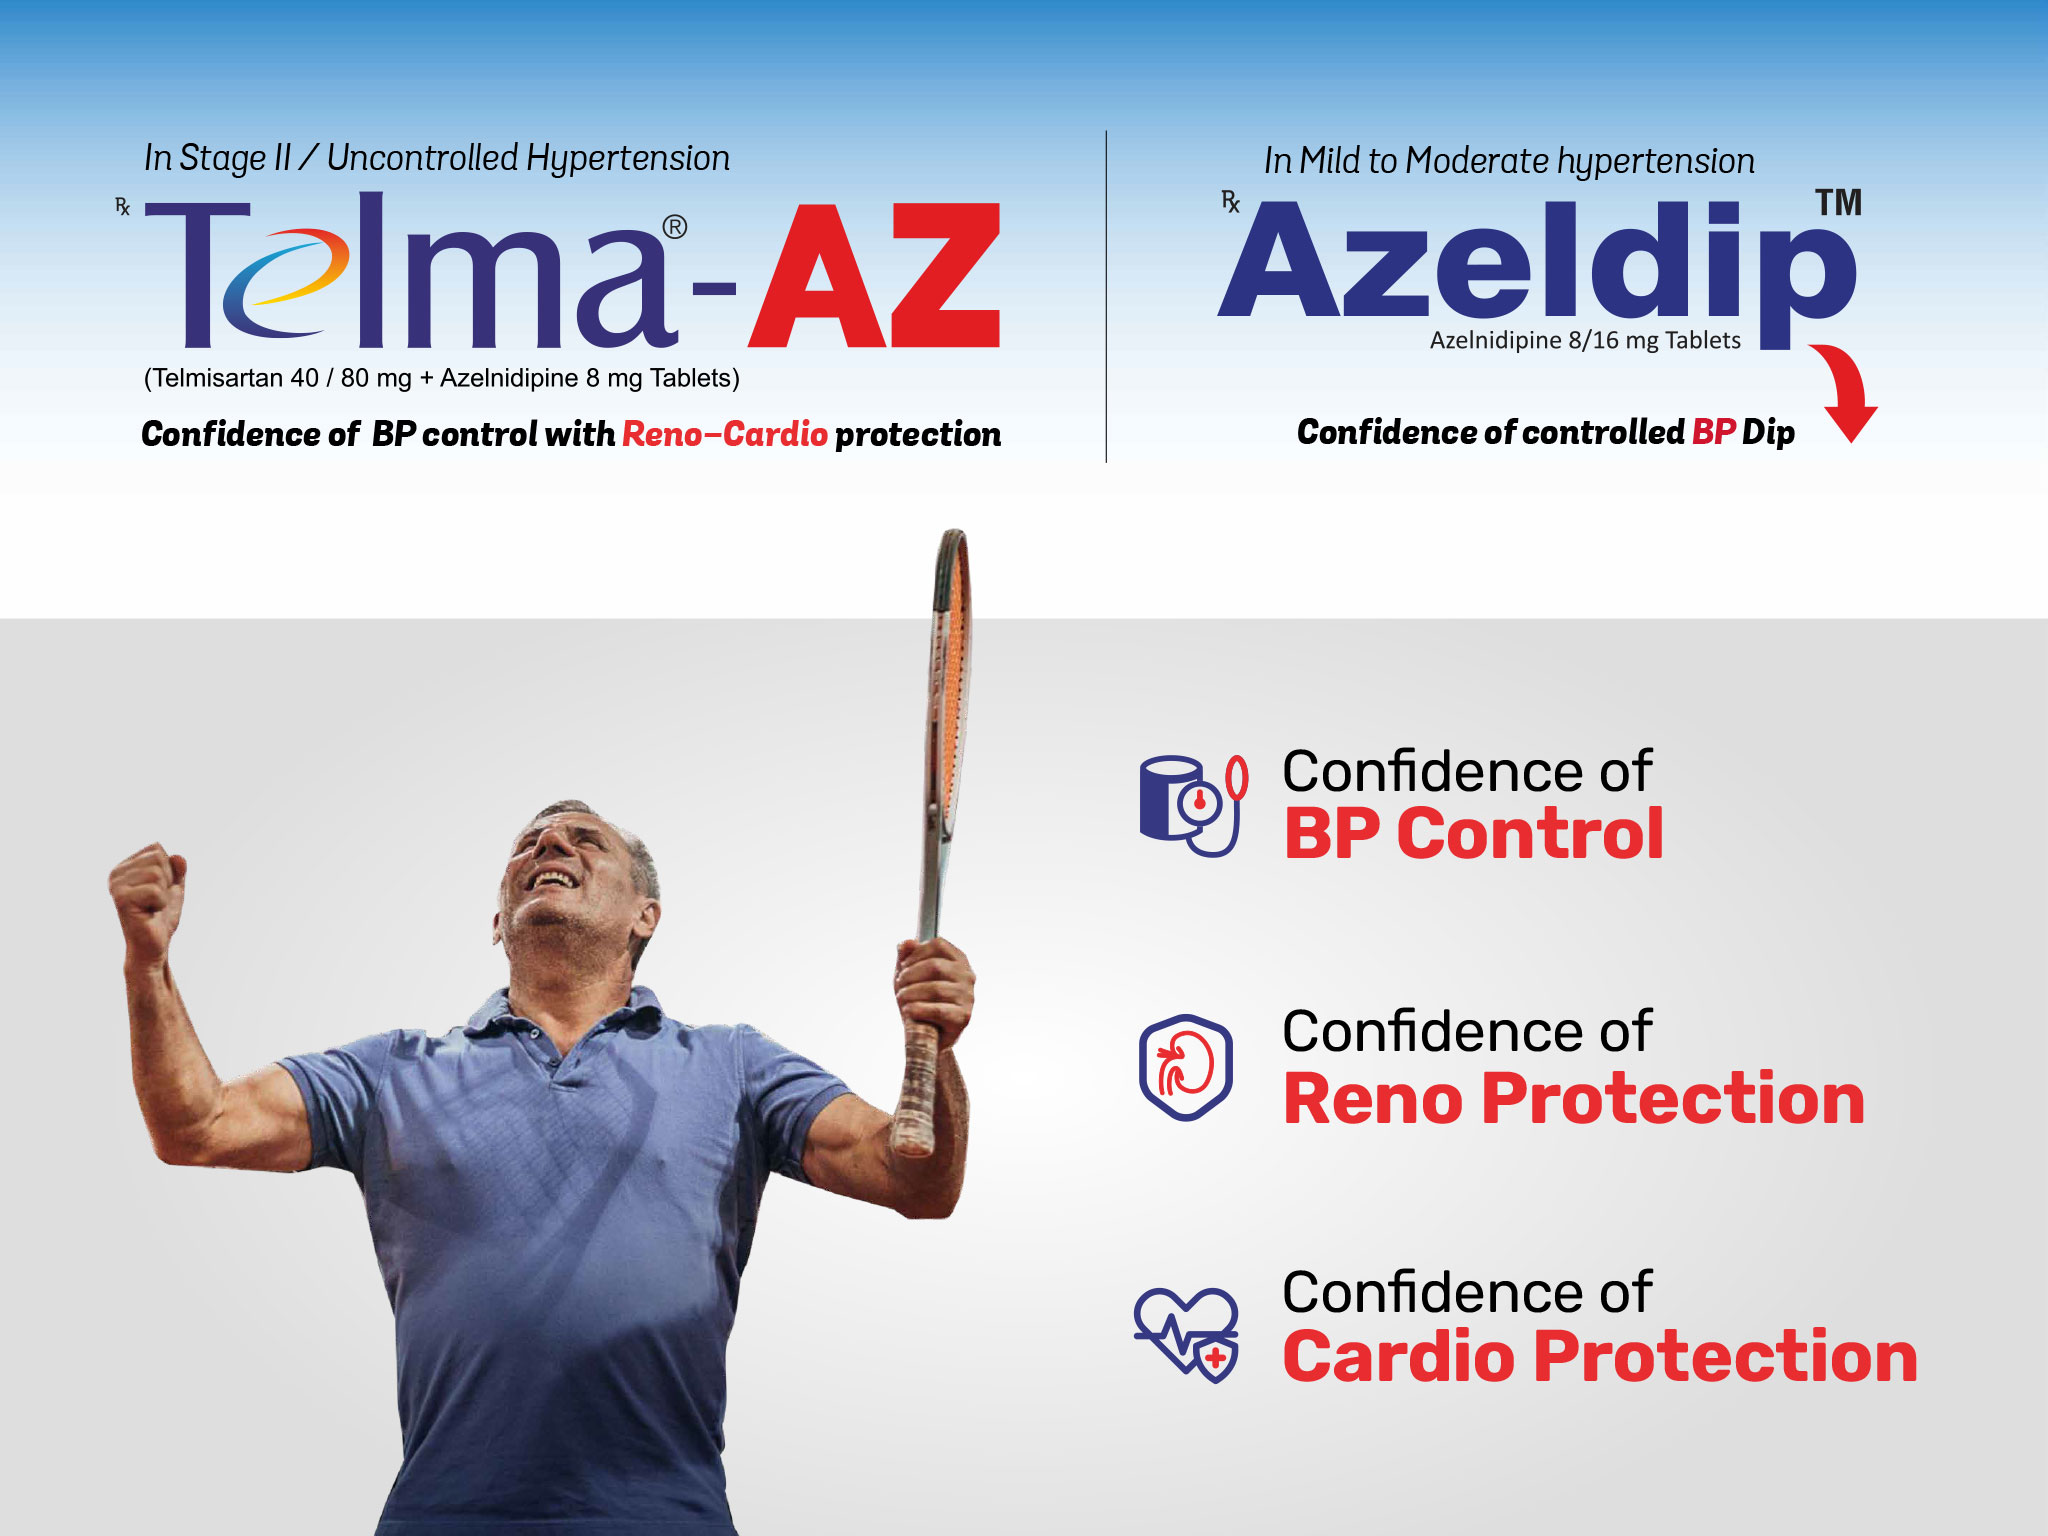 In Stage II / Uncontrolled Hypertension
Rx Telma®-AZ
(Telmisartan 40 / 80 mg + Azelnidipine 8 mg Tablets)
Confidence of BP control with Reno-Cardio protection
In Mild to Moderate hypertension
Rx Azeldip™
Azelnidipine 8/16 mg Tablets
Confidence of controlled BP Dip
Confidence of
BP Control
Confidence of
Reno Protection
Confidence of
Cardio Protection